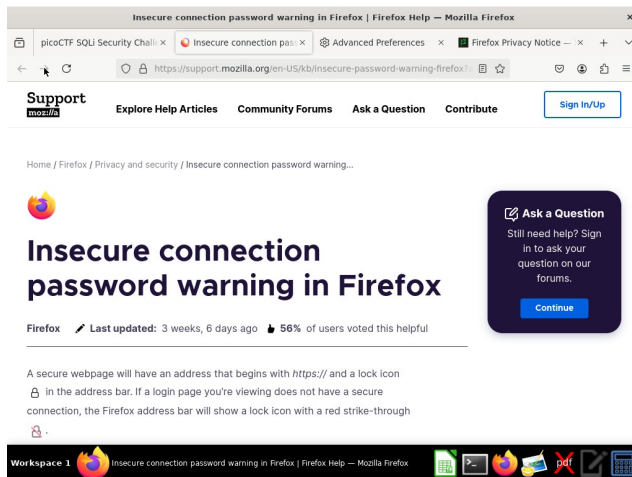 Insecure connection password warning in Firefox | Firefox Help — Mozilla Firefox
picoCTF SQLi Security Challe
Insecure connection pass
Advanced Preferences
Firefox Privacy Notice —
https://support.mozilla.org/en-US/kb/insecure-password-warning-firefox?
Support
moz://a
Explore Help Articles
Community Forums
Ask a Question
Contribute
Sign In/Up
Home / Firefox / Privacy and security / Insecure connection password warning...
Insecure connection
password warning in Firefox
Firefox Last updated: 3 weeks, 6 days ago 56% of users voted this helpful
Ask a Question
Still need help? Sign
in to ask your
question on our
forums.
Continue
A secure webpage will have an address that begins with https:// and a lock icon
in the address bar. If a login page you're viewing does not have a secure
connection, the Firefox address bar will show a lock icon with a red strike-through
.
Workspace 1
Insecure connection password warning in Firefox | Firefox Help — Mozilla Firefox
pdf